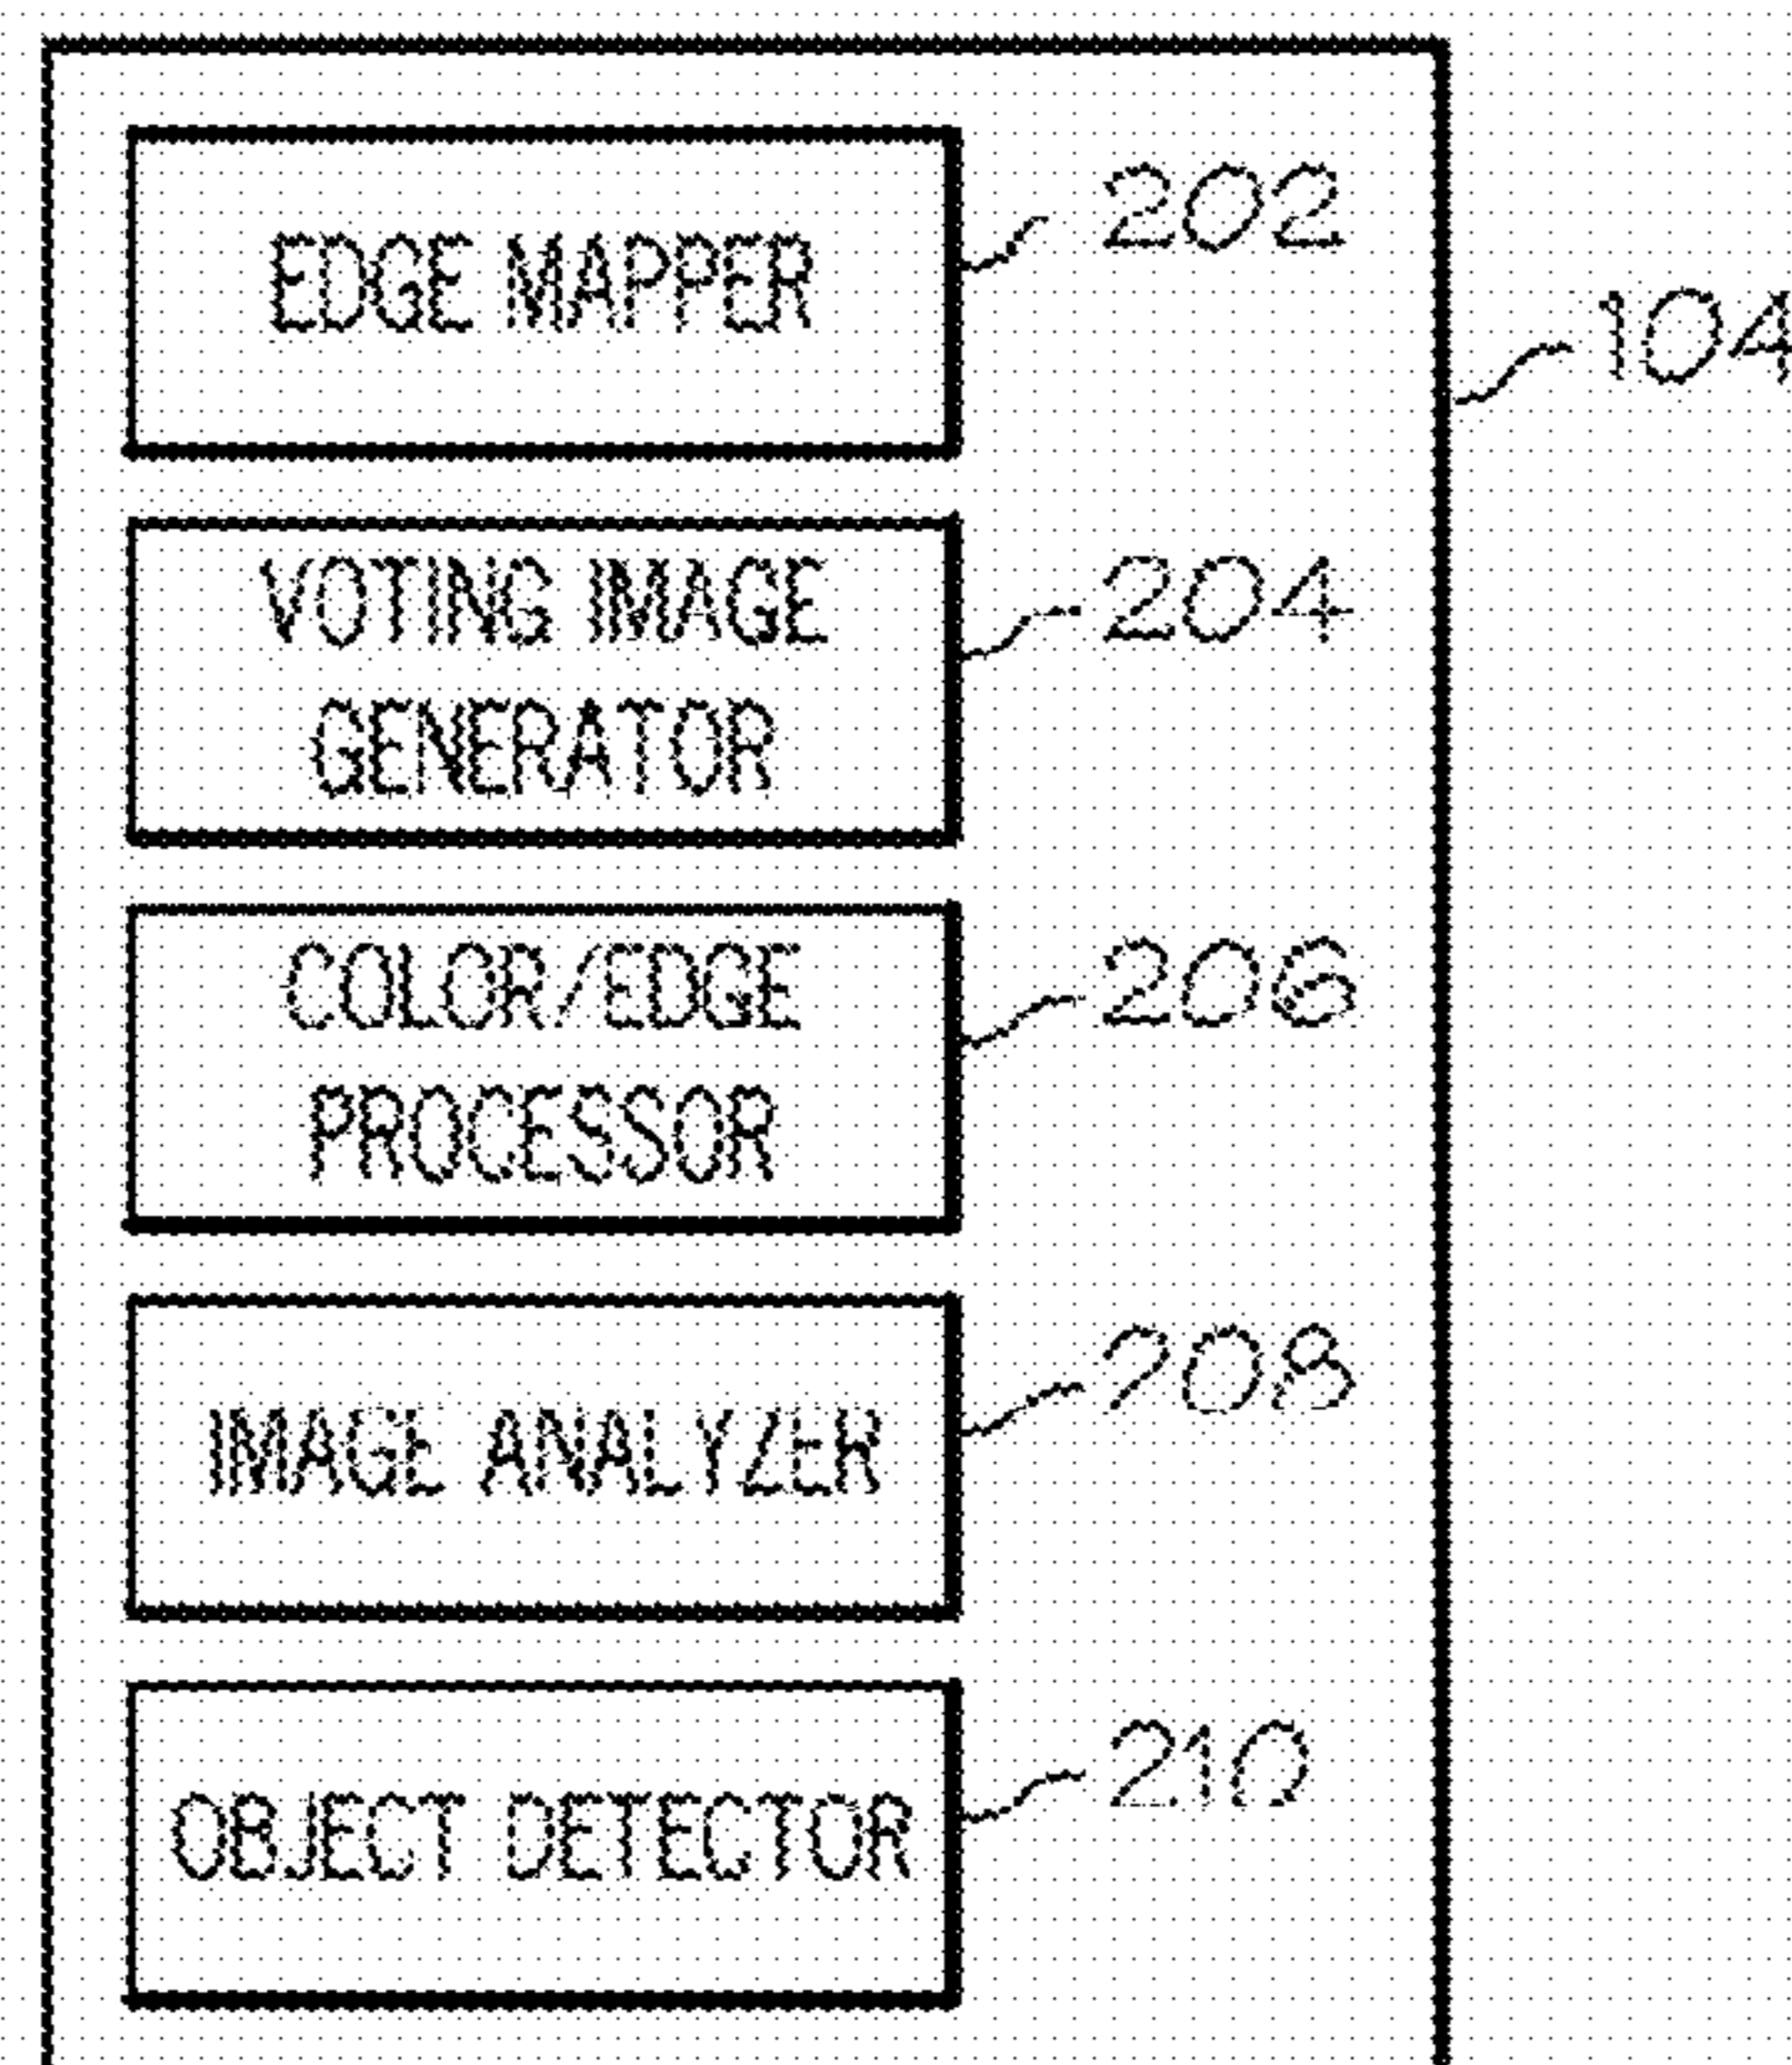 EDGE MAPPER
202
104
VOTING IMAGE
GENERATOR
204
COLOR/EDGE
PROCESSOR
206
IMAGE ANALYZER
208
OBJECT DETECTOR
210